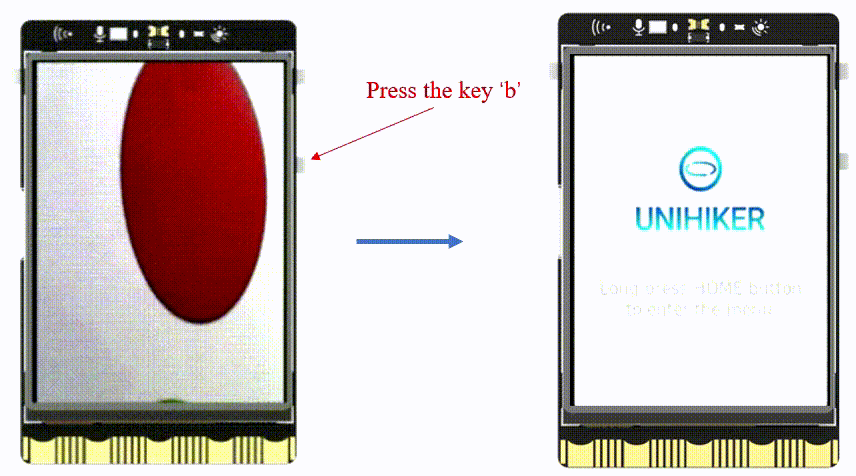 Press the key ‘b’
UNIHIKER
Long press HOME button
to enter the menu